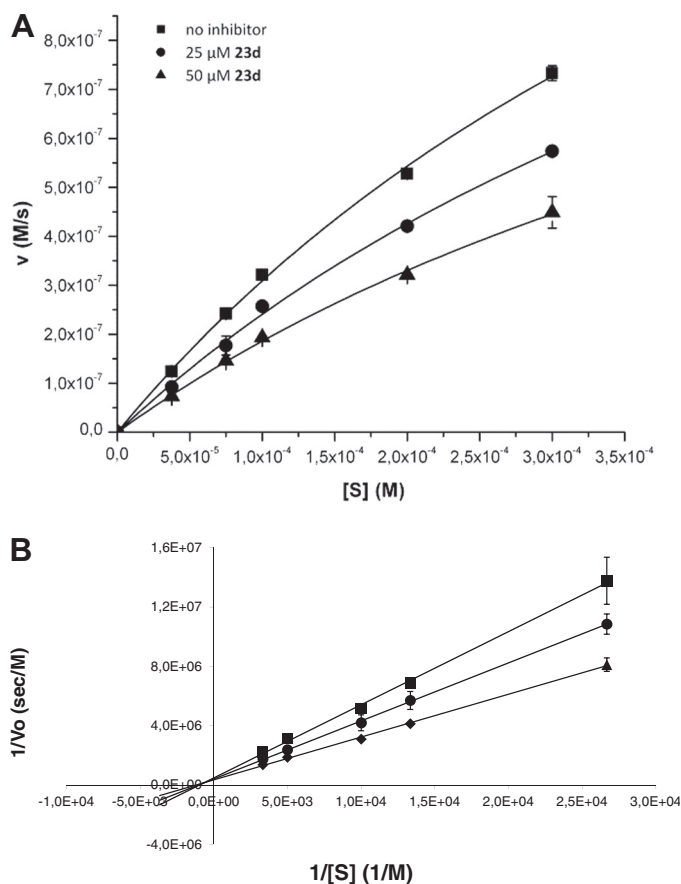 A
no inhibitor
25 µM 23d
50 µM 23d
8,0x10⁻⁷
7,0x10⁻⁷
6,0x10⁻⁷
5,0x10⁻⁷
4,0x10⁻⁷
3,0x10⁻⁷
2,0x10⁻⁷
1,0x10⁻⁷
0,0
v (M/s)
0,0 5,0x10⁻⁵ 1,0x10⁻⁴ 1,5x10⁻⁴ 2,0x10⁻⁴ 2,5x10⁻⁴ 3,0x10⁻⁴ 3,5x10⁻⁴
[S] (M)
B
1,6E+07
1,2E+07
8,0E+06
4,0E+06
0,0E+00
-4,0E+06
1/Vo (sec/M)
-1,0E+04 -5,0E+03 0,0E+00 5,0E+03 1,0E+04 1,5E+04 2,0E+04 2,5E+04 3,0E+04
1/[S] (1/M)